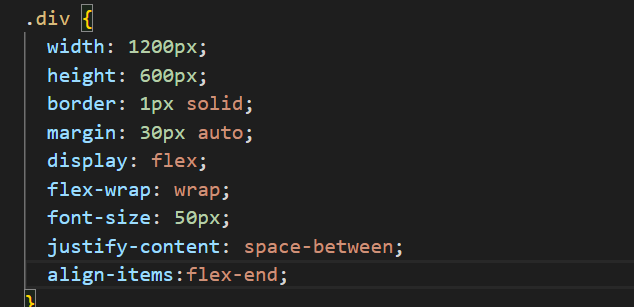 .div {
  width: 1200px;
  height: 600px;
  border: 1px solid;
  margin: 30px auto;
  display: flex;
  flex-wrap: wrap;
  font-size: 50px;
  justify-content: space-between;
  align-items:flex-end;
}